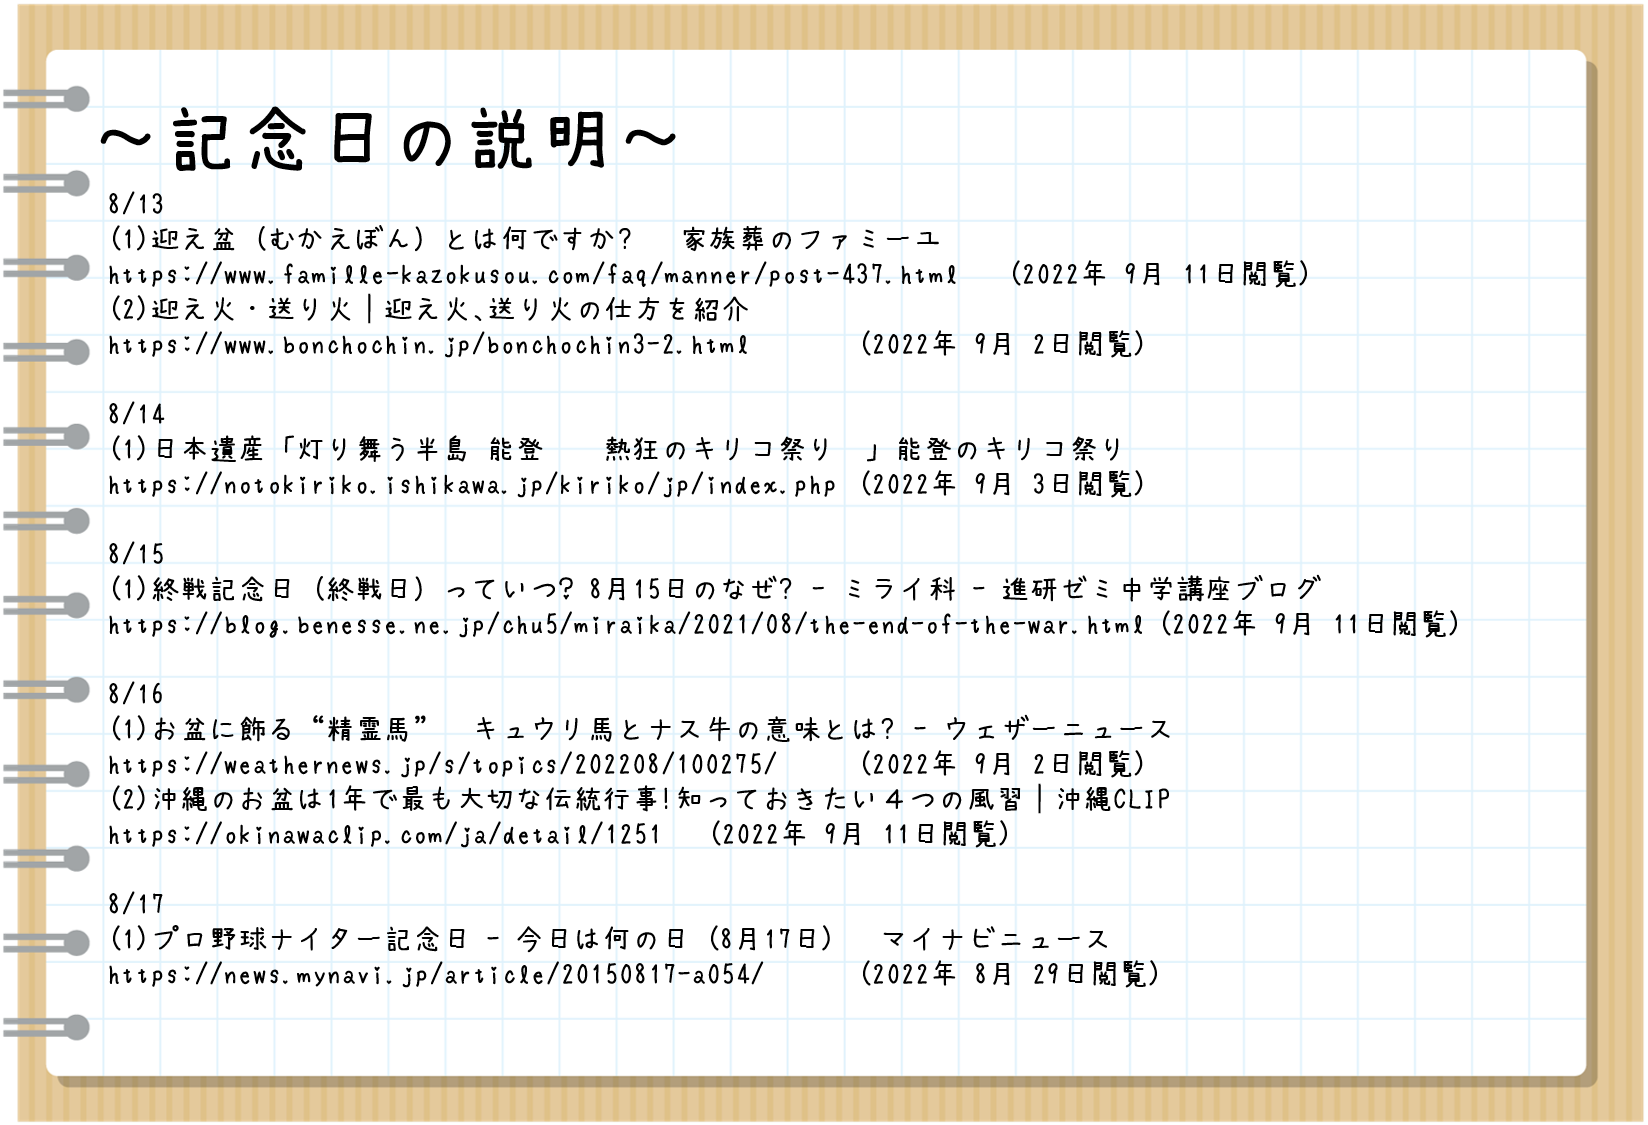 ～記念日の説明～
8/13
(1)迎え盆（むかえぼん）とは何ですか?　家族葬のファミーユ
https://www.famille-kazokusou.com/faq/manner/post-437.html　（2022年 9月 11日閲覧）
(2)迎え火・送り火｜迎え火、送り火の仕方を紹介
https://www.bonchochin.jp/bonchochin3-2.html　（2022年 9月 2日閲覧）
8/14
(1)日本遺産「灯り舞う半島 能登　熱狂のキリコ祭り　」能登のキリコ祭り
https://notokiriko.ishikawa.jp/kiriko/jp/index.php （2022年 9月 3日閲覧）
8/15
(1)終戦記念日（終戦日）っていつ? 8月15日のなぜ? - ミライ科 - 進研ゼミ中学講座ブログ
https://blog.benesse.ne.jp/chu5/miraika/2021/08/the-end-of-the-war.html （2022年 9月 11日閲覧）
8/16
(1)お盆に飾る“精霊馬”　キュウリ馬とナス牛の意味とは? - ウェザーニュース
https://weathernews.jp/s/topics/202208/100275/　（2022年 9月 2日閲覧）
(2)沖縄のお盆は1年で最も大切な伝統行事!知っておきたい４つの風習｜沖縄CLIP
https://okinawaclip.com/ja/detail/1251　（2022年 9月 11日閲覧）
8/17
(1)プロ野球ナイター記念日 - 今日は何の日（8月17日）　マイナビニュース
https://news.mynavi.jp/article/20150817-a054/　（2022年 8月 29日閲覧）